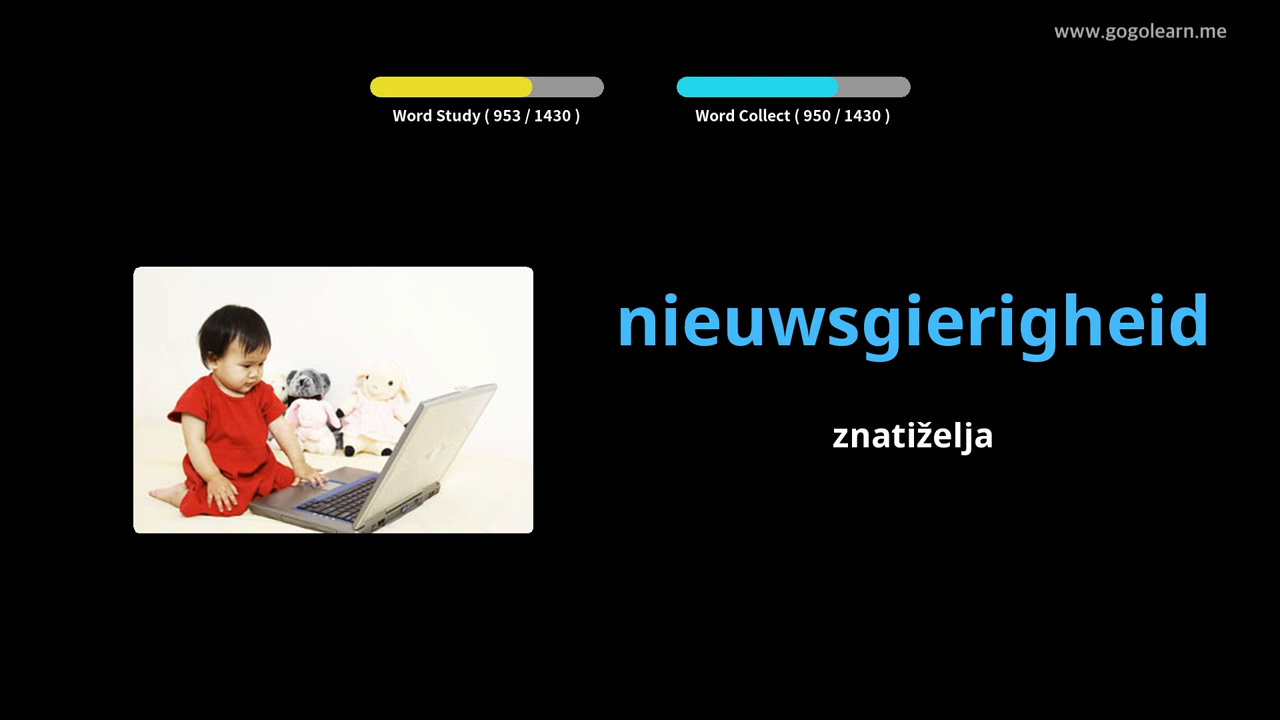 www.gogolearn.me
Word Study ( 953 / 1430 )
Word Collect ( 950 / 1430 )
nieuwsgierigheid
znatiželja